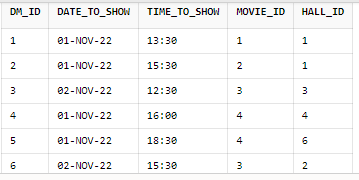 DM_ID DATE_TO_SHOW TIME_TO_SHOW MOVIE_ID HALL_ID
1 01-NOV-22 13:30 1 1
2 01-NOV-22 15:30 2 1
3 02-NOV-22 12:30 3 3
4 01-NOV-22 16:00 4 4
5 01-NOV-22 18:30 4 6
6 02-NOV-22 15:30 3 2